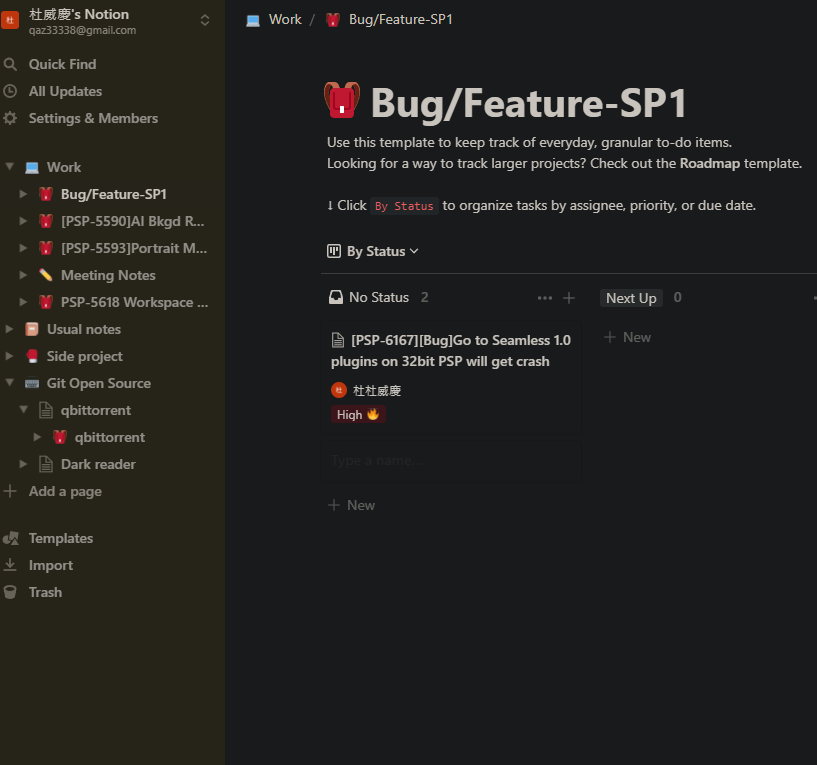 杜 杜威慶's Notion
qaz33338@gmail.com
Quick Find
All Updates
Settings & Members
Work
Bug/Feature-SP1
[PSP-5590]AI Bkgd R...
[PSP-5593]Portrait M...
Meeting Notes
PSP-5618 Workspace ...
Usual notes
Side project
Git Open Source
qbittorrent
qbittorrent
Dark reader
Add a page
Templates
Import
Trash
Work / Bug/Feature-SP1
Bug/Feature-SP1
Use this template to keep track of everyday, granular to-do items.
Looking for a way to track larger projects? Check out the Roadmap template.
↓ Click By Status to organize tasks by assignee, priority, or due date.
By Status
No Status 2
[PSP-6167][Bug]Go to Seamless 1.0
plugins on 32bit PSP will get crash
杜 杜杜威慶
High 🔥
Type a name...
+ New
Next Up 0
+ New